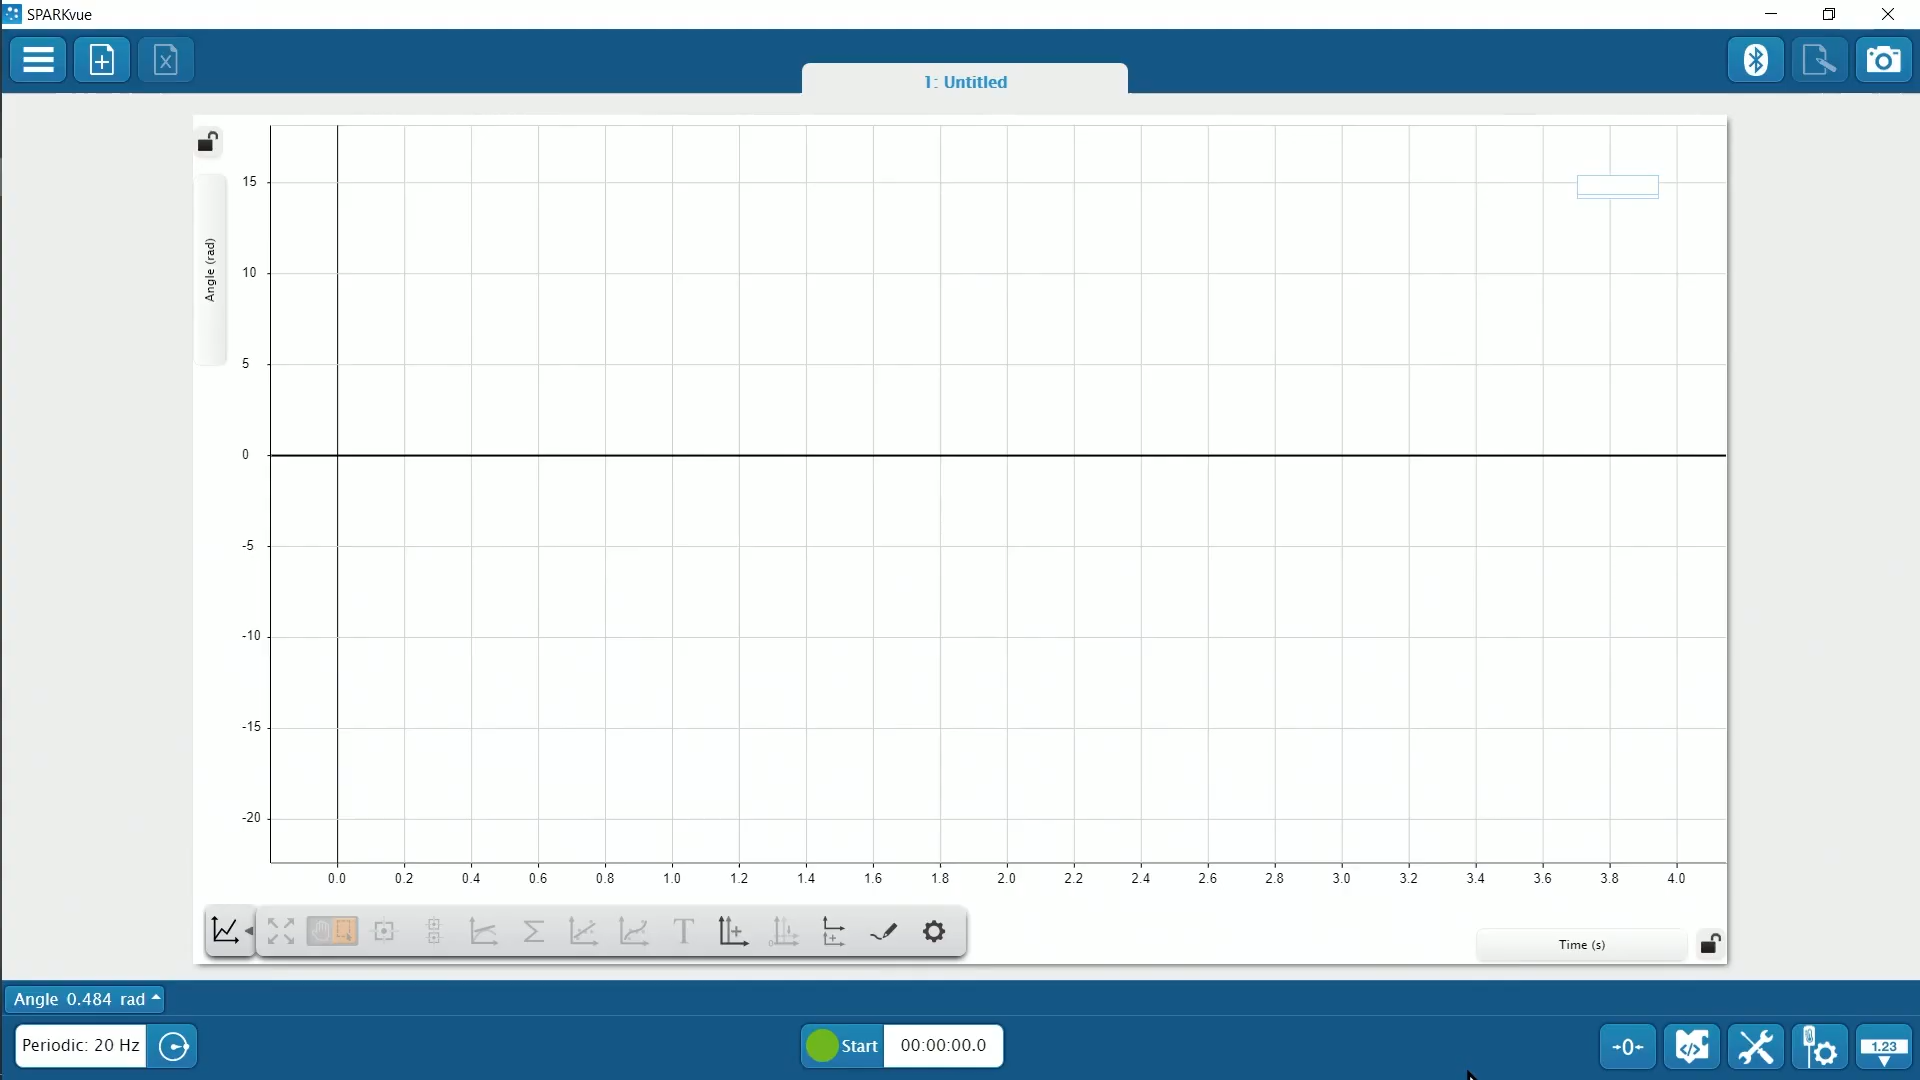 SPARKvue
1: Untitled
Angle (rad)
15
10
5
0
-5
-10
-15
-20
0.0 0.2 0.4 0.6 0.8 1.0 1.2 1.4 1.6 1.8 2.0 2.2 2.4 2.6 2.8 3.0 3.2 3.4 3.6 3.8 4.0
Time (s)
Angle 0.484 rad
Periodic: 20 Hz
Start 00:00:00.0
1.23